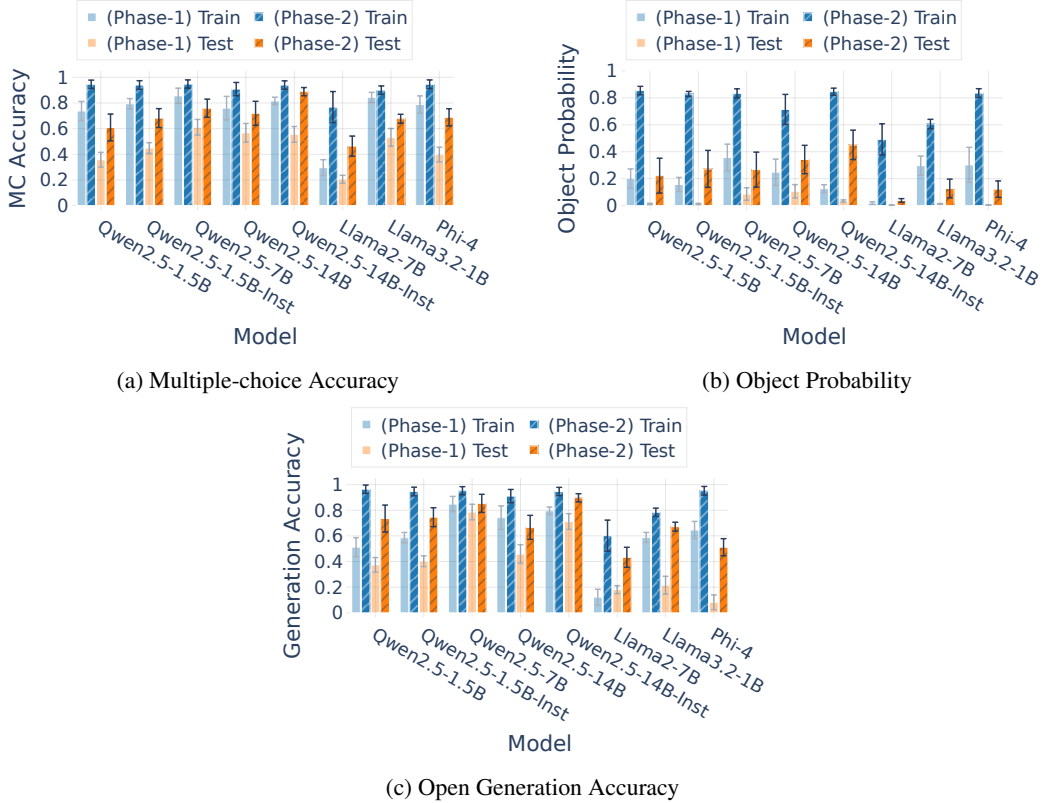 (Phase-1) Train
(Phase-2) Train
(Phase-1) Test
(Phase-2) Test
MC Accuracy
1
0.8
0.6
0.4
0.2
0
Qwen2.5-1.5B
Qwen2.5-1.5B-Inst
Qwen2.5-7B
Qwen2.5-14B
Qwen2.5-14B-Inst
Llama2-7B
Llama3.2-1B
Phi-4
Model
(a) Multiple-choice Accuracy
(Phase-1) Train
(Phase-2) Train
(Phase-1) Test
(Phase-2) Test
Object Probability
1
0.8
0.6
0.4
0.2
0
Qwen2.5-1.5B
Qwen2.5-1.5B-Inst
Qwen2.5-7B
Qwen2.5-14B
Qwen2.5-14B-Inst
Llama2-7B
Llama3.2-1B
Phi-4
Model
(b) Object Probability
(Phase-1) Train
(Phase-2) Train
(Phase-1) Test
(Phase-2) Test
Generation Accuracy
1
0.8
0.6
0.4
0.2
0
Qwen2.5-1.5B
Qwen2.5-1.5B-Inst
Qwen2.5-7B
Qwen2.5-14B
Qwen2.5-14B-Inst
Llama2-7B
Llama3.2-1B
Phi-4
Model
(c) Open Generation Accuracy